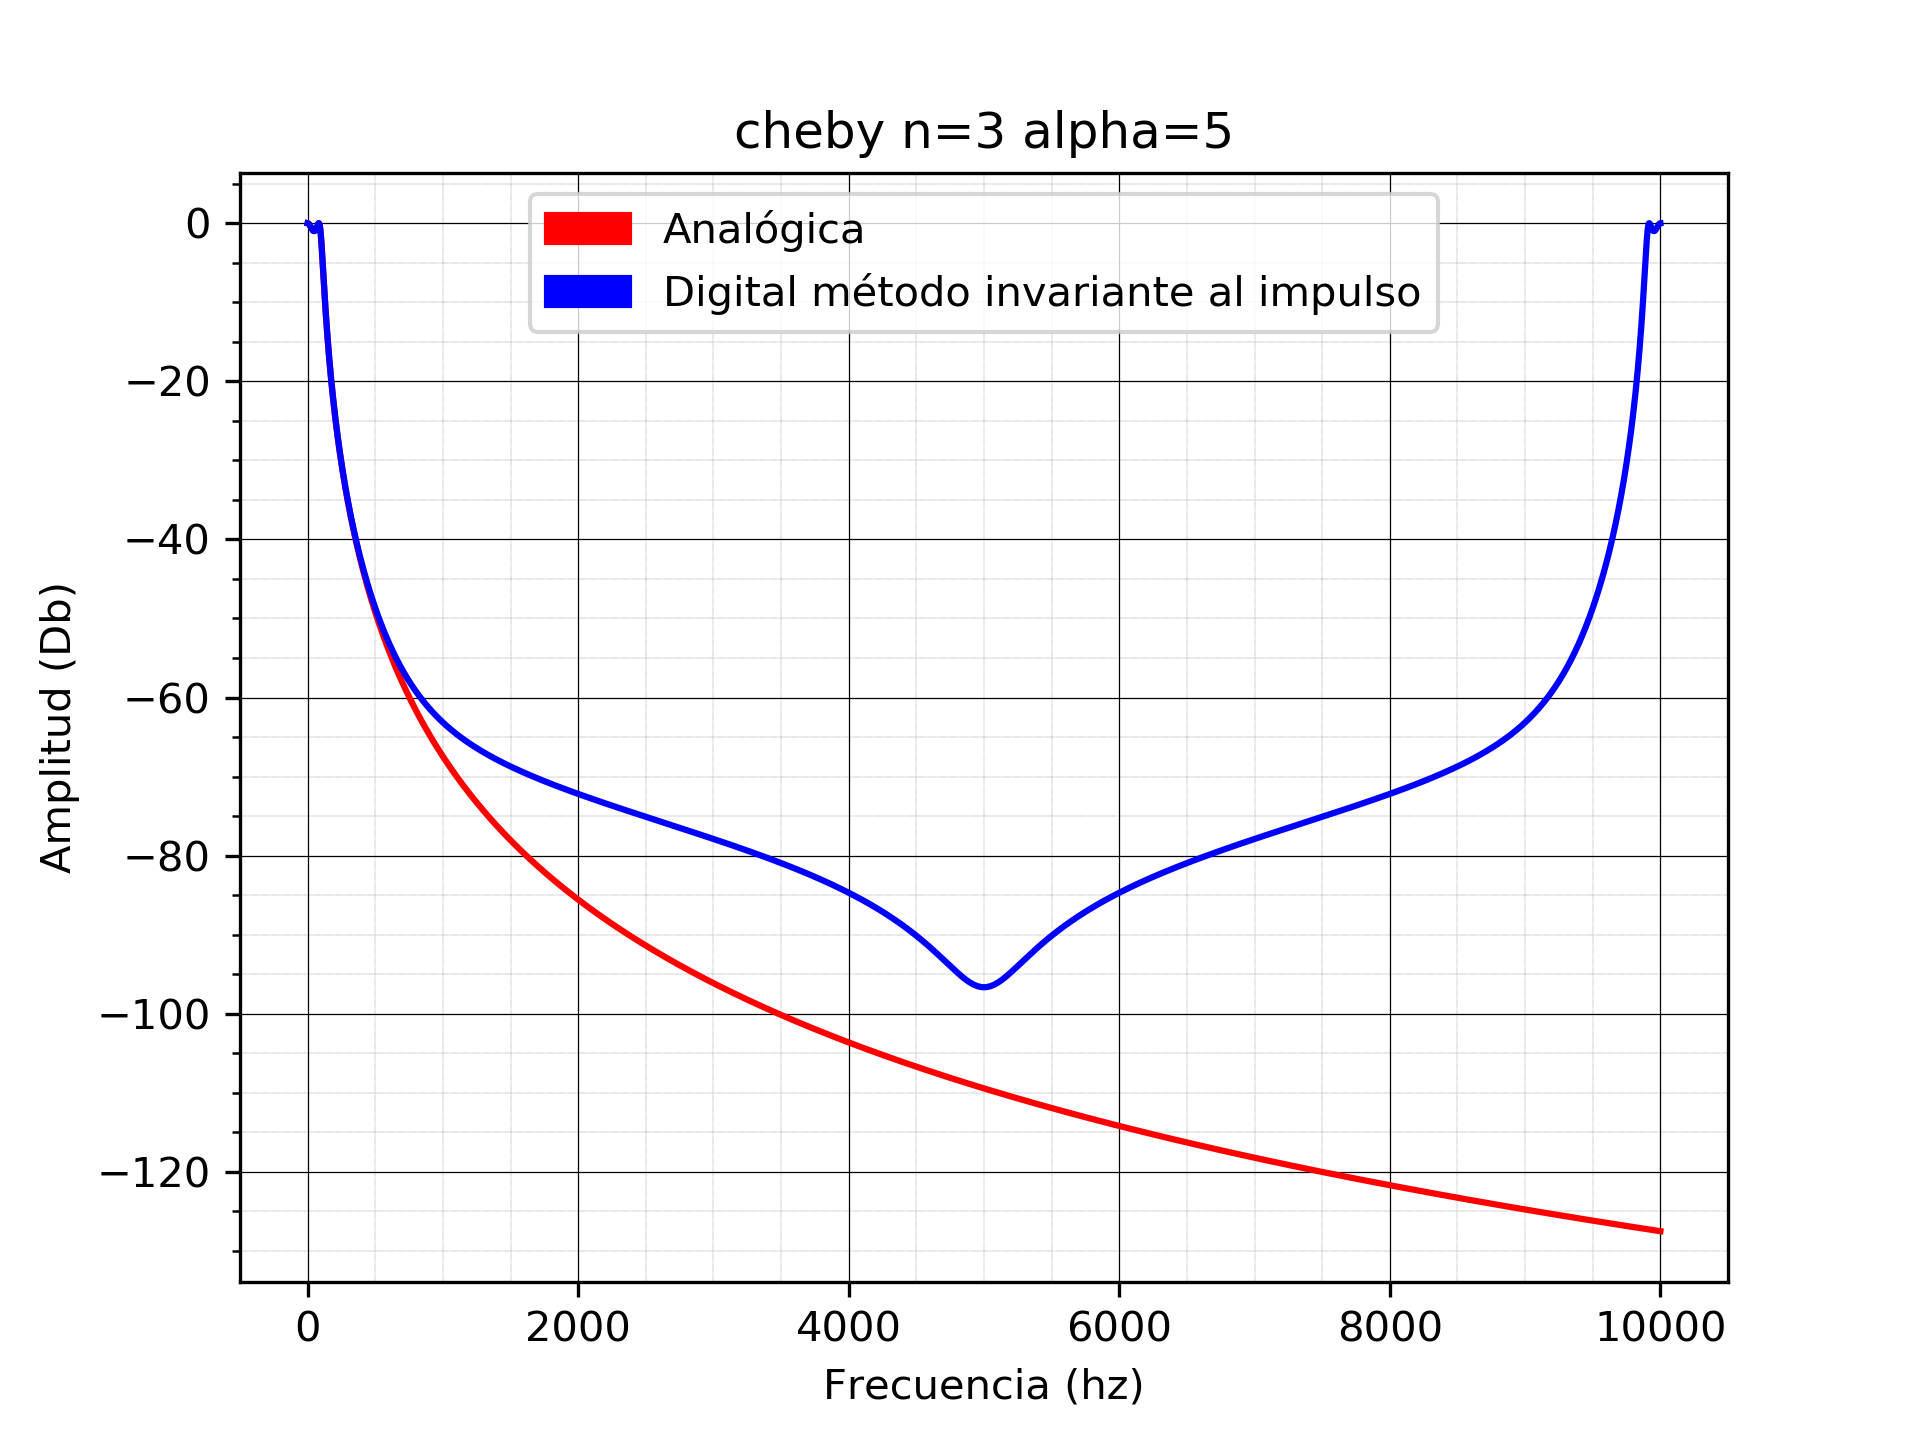 cheby n=3 alpha=5
Analógica
Digital método invariante al impulso
Amplitud (Db)
0
−20
−40
−60
−80
−100
−120
0 2000 4000 6000 8000 10000
Frecuencia (hz)